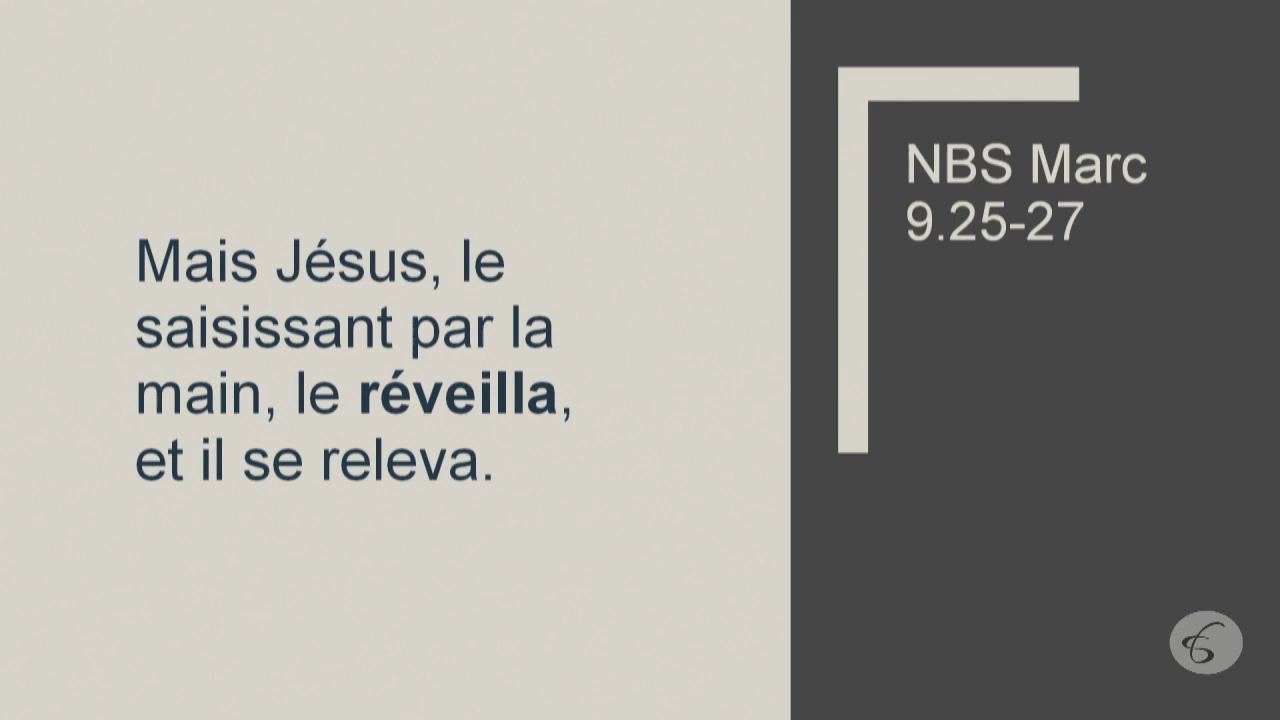 Mais Jésus, le
saisissant par la
main, le réveilla,
et il se releva.
NBS Marc
9.25-27